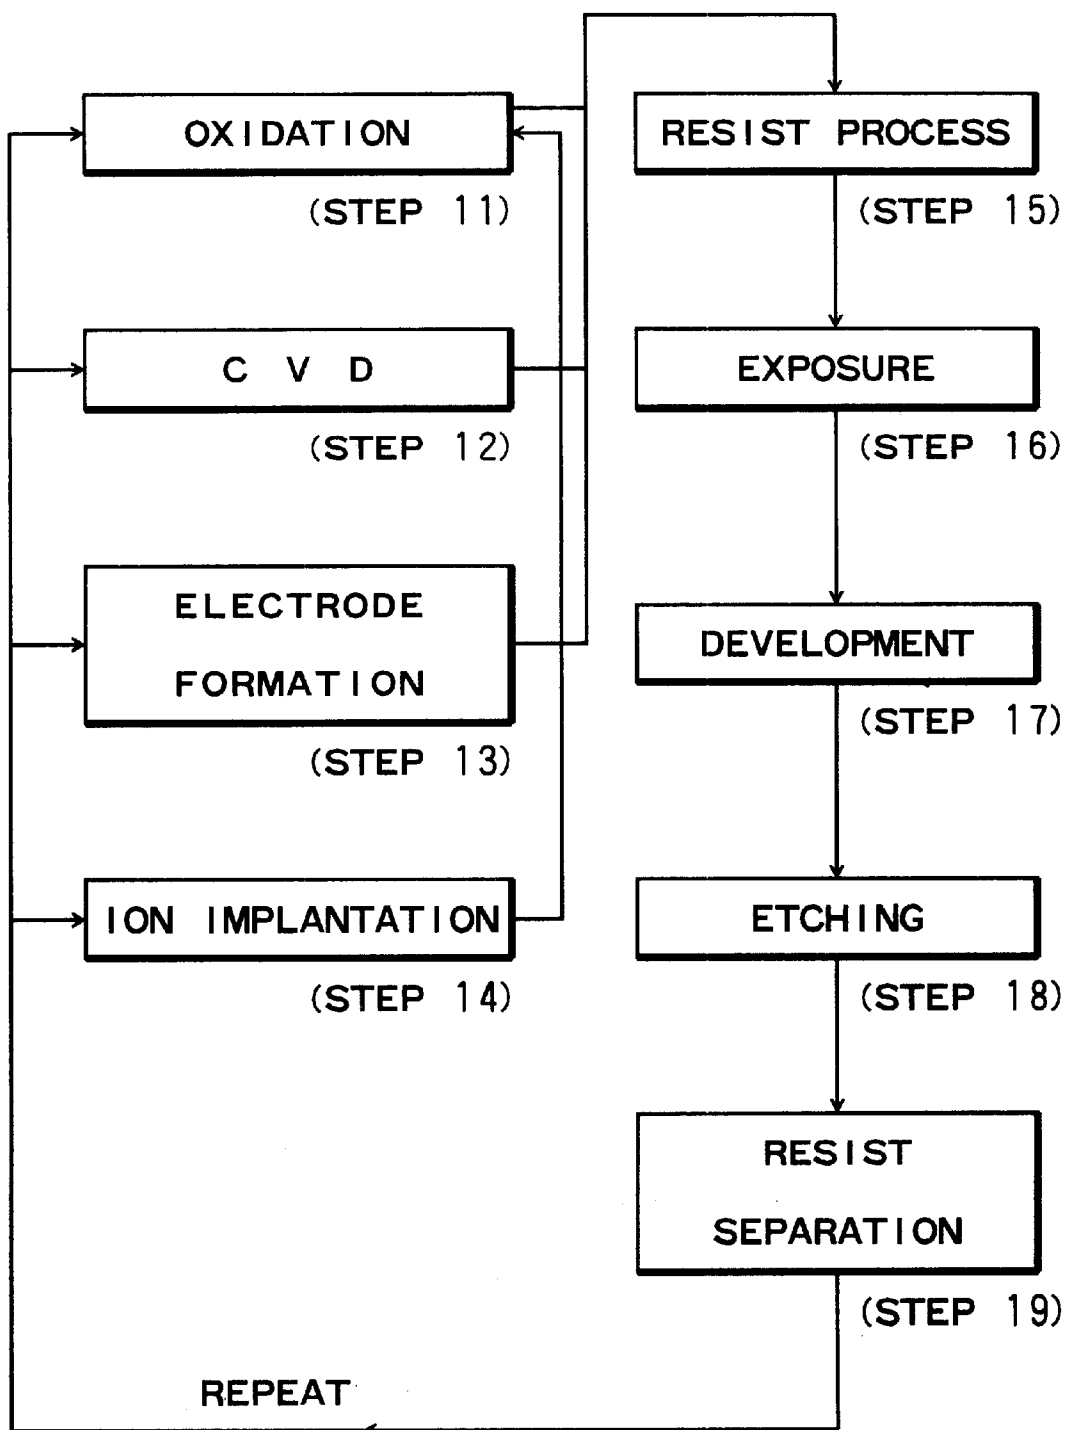 OXIDATION
(STEP 11)
C V D
(STEP 12)
ELECTRODE
FORMATION
(STEP 13)
ION IMPLANTATION
(STEP 14)
RESIST PROCESS
(STEP 15)
EXPOSURE
(STEP 16)
DEVELOPMENT
(STEP 17)
ETCHING
(STEP 18)
RESIST
SEPARATION
(STEP 19)
REPEAT